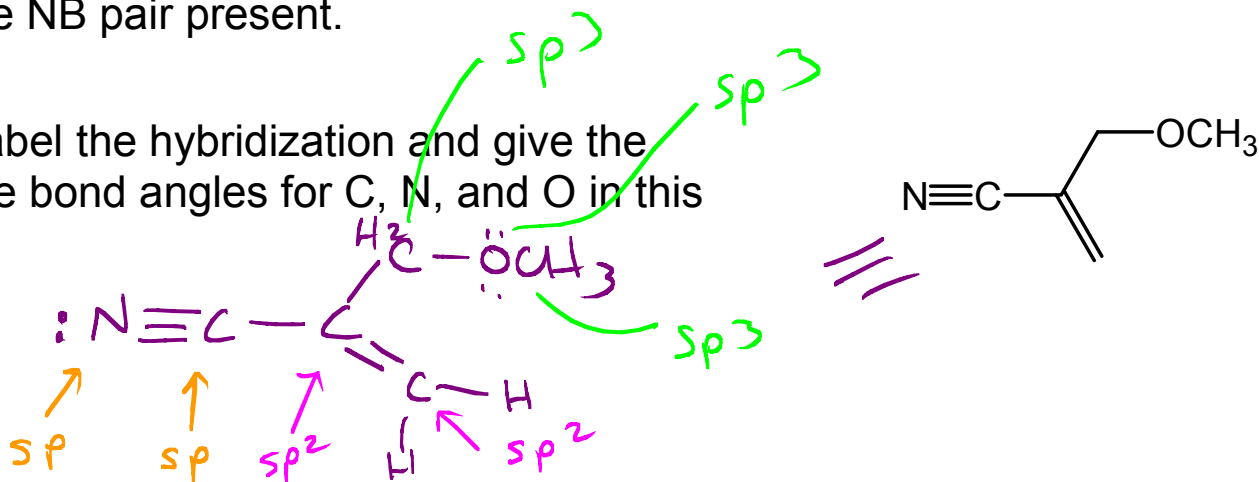 e NB pair present.
sp3
sp3
abel the hybridization and give the
e bond angles for C, N, and O in this
OCH3
N≡C
H2
C–ÖCH3
:N≡C–C
sp3
C–H
H
sp
sp
sp2
sp2